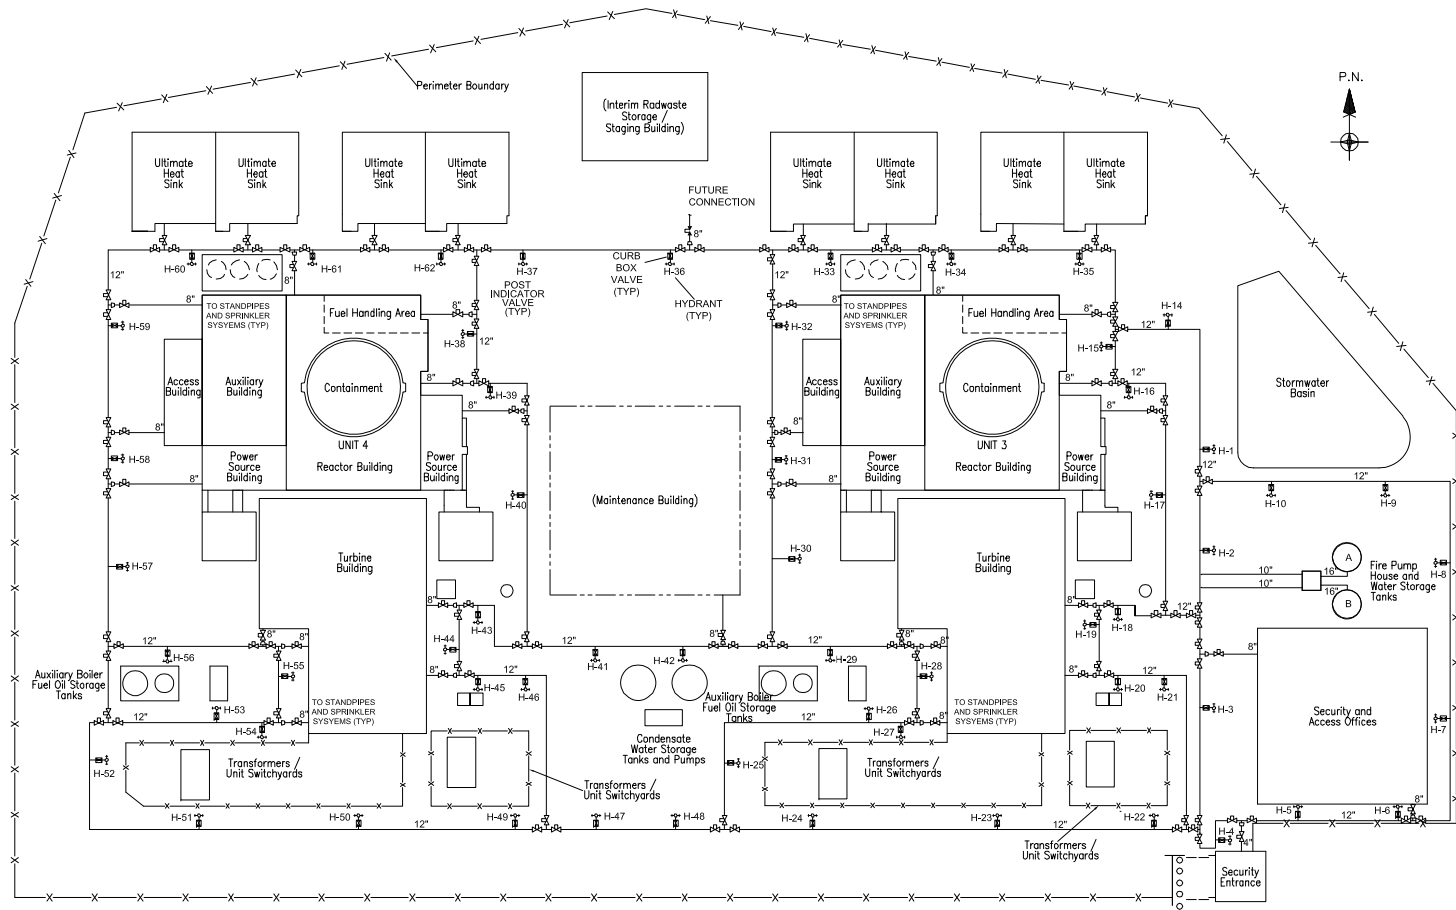 P.N.
Perimeter Boundary
(Interim Radwaste
Storage /
Staging Building)
Ultimate
Heat
Sink
Ultimate
Heat
Sink
Ultimate
Heat
Sink
Ultimate
Heat
Sink
FUTURE
CONNECTION
8"
Ultimate
Heat
Sink
Ultimate
Heat
Sink
Ultimate
Heat
Sink
Ultimate
Heat
Sink
12"
H-60
8"
H-61
H-62
H-37
CURB
BOX
VALVE
(TYP)
H-36
12"
H-33
8"
H-34
H-35
POST
INDICATOR
VALVE
(TYP)
HYDRANT
(TYP)
8"
TO STANDPIPES
AND SPRINKLER
SYSYEMS (TYP)
Fuel Handling Area
8"
8"
TO STANDPIPES
AND SPRINKLER
SYSYEMS (TYP)
Fuel Handling Area
8"
H-14
12"
H-59
H-38
12"
H-32
H-15
Access
Building
Auxiliary
Building
Containment
8"
H-39
8"
Access
Building
Auxiliary
Building
Containment
8"
12"
H-16
8"
Stormwater
Basin
8"
UNIT 4
Reactor Building
8"
UNIT 3
Reactor Building
H-58
Power
Source
Building
Power
Source
Building
H-31
Power
Source
Building
Power
Source
Building
H-1
12"
12"
8"
8"
H-40
(Maintenance Building)
H-17
H-10
H-9
H-57
Turbine
Building
H-30
Turbine
Building
H-2
10"
10"
16"
16"
A
B
Fire Pump
House and
Water Storage
Tanks
H-8
8"
H-43
H-44
8"
H-18
H-19
12"
12"
8"
8"
12"
8"
12"
8"
8"
H-56
H-55
H-41
H-42
H-29
H-28
8"
Auxiliary Boiler
Fuel Oil Storage
Tanks
8"
12"
H-45
H-46
8"
12"
H-20
H-21
Auxiliary Boiler
Fuel Oil Storage
Tanks
H-53
TO STANDPIPES
AND SPRINKLER
SYSYEMS (TYP)
H-26
TO STANDPIPES
AND SPRINKLER
SYSYEMS (TYP)
H-3
Security and
Access Offices
H-7
12"
8"
H-54
12"
8"
H-27
Condensate
Water Storage
Tanks and Pumps
H-52
Transformers /
Unit Switchyards
Transformers /
Unit Switchyards
H-25
Transformers /
Unit Switchyards
H-51
H-50
12"
H-49
H-47
H-48
H-24
H-23
12"
H-22
H-5
12"
H-6
8"
H-4
4"
Transformers /
Unit Switchyards
Security
Entrance